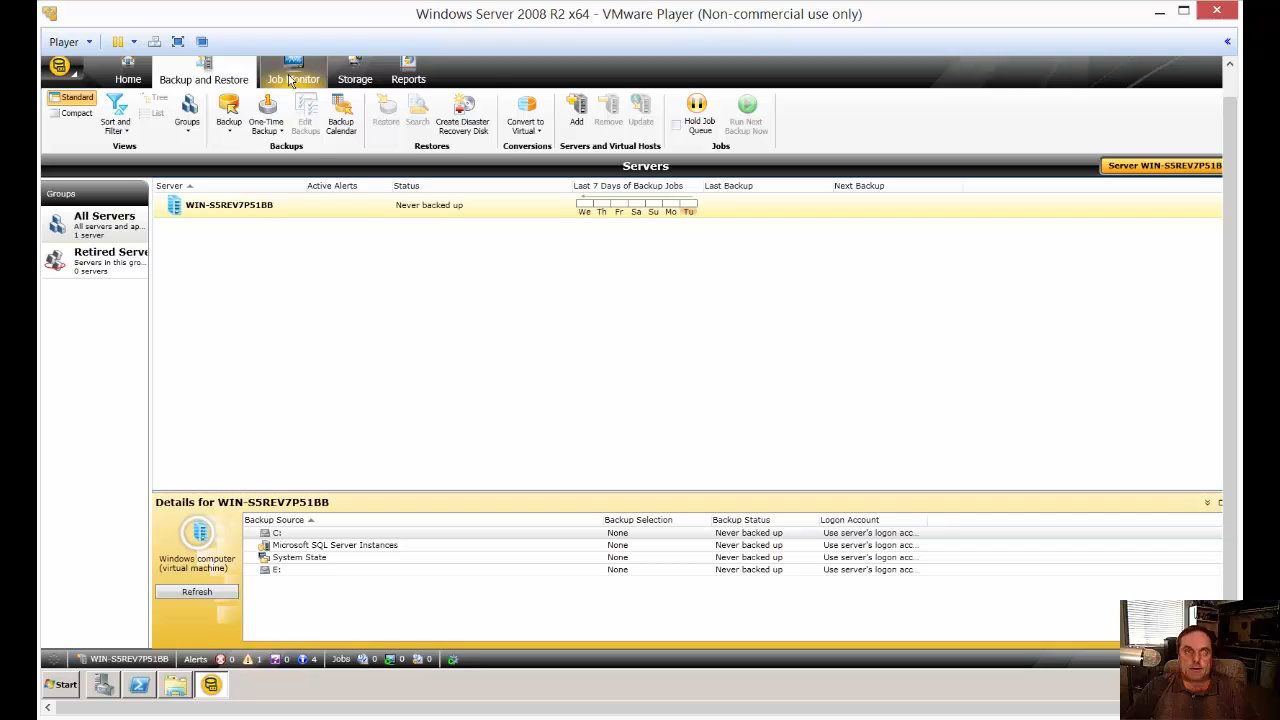 Windows Server 2008 R2 x64 - VMware Player (Non-commercial use only)
Player
Home
Backup and Restore
Job Monitor
Storage
Reports
Standard
Compact
Sort and
Filter
Tree
List
Groups
Views
Backup
One-Time
Backup
Edit
Backups
Backup
Calendar
Backups
Restore
Search
Create Disaster
Recovery Disk
Restores
Convert to
Virtual
Conversions
Add
Remove
Update
Servers and Virtual Hosts
Hold Job
Queue
Run Next
Backup Now
Jobs
Servers
Server WIN-S5REV7P51B
Groups
All Servers
All servers and ap...
1 server
Retired Serve
Servers in this gro...
0 servers
Server Active Alerts Status Last 7 Days of Backup Jobs Last Backup Next Backup
WIN-S5REV7P51BB Never backed up
We Th Fr Sa Su Mo Tu
Details for WIN-S5REV7P51BB
Windows computer
(virtual machine)
Refresh
Backup Source Backup Selection Backup Status Logon Account
C: None Never backed up Use server's logon acc...
Microsoft SQL Server Instances None Never backed up Use server's logon acc...
System State None Never backed up Use server's logon acc...
E: None Never backed up Use server's logon acc...
WIN-S5REV7P51BB Alerts 0 1 0 4 Jobs 0 0 0
Start